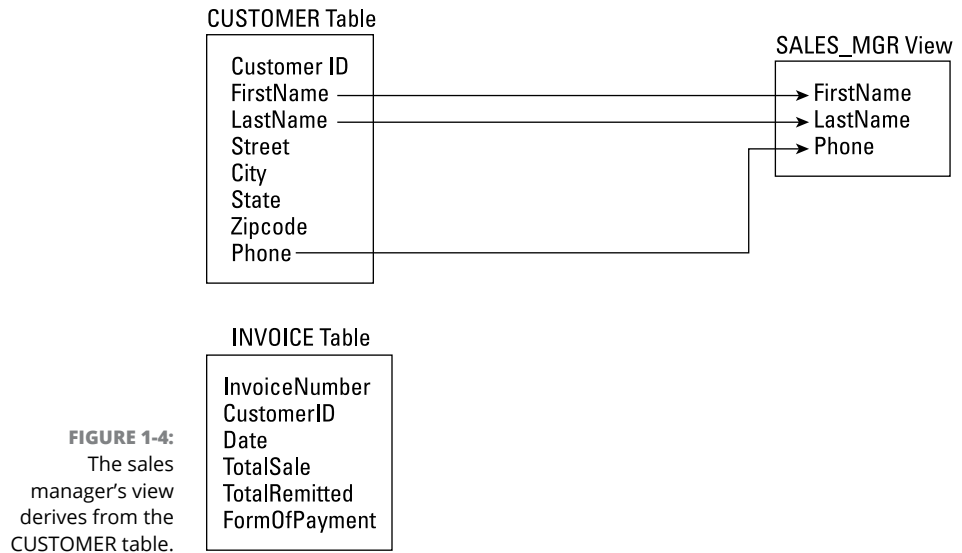 CUSTOMER Table
Customer ID
FirstName
LastName
Street
City
State
Zipcode
Phone
SALES_MGR View
FirstName
LastName
Phone
INVOICE Table
InvoiceNumber
CustomerID
Date
TotalSale
TotalRemitted
FormOfPayment
FIGURE 1-4:
The sales
manager’s view
derives from the
CUSTOMER table.